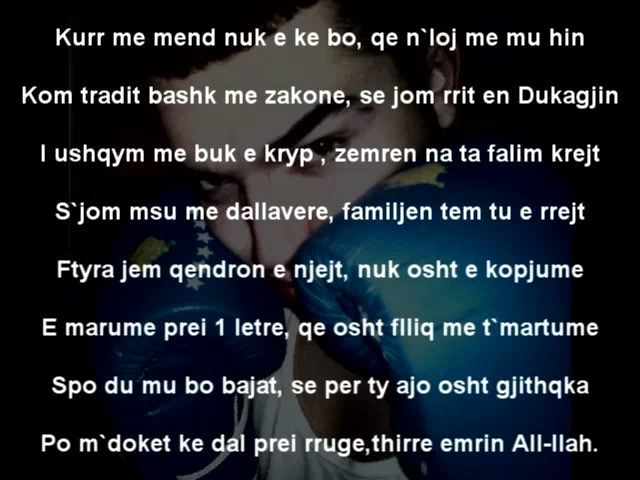 Kurr me mend nuk e ke bo, qe n`loj me mu hin
Kom tradit bashk me zakone, se jom rrit en Dukagjin
I ushqym me buk e kryp , zemren na ta falim krejt
S`jom msu me dallavere, familjen tem tu e rrejt
Ftyra jem qendron e njejt, nuk osht e kopjume
E marume prei 1 letre, qe osht flliq me t`martume
Spo du mu bo bajat, se per ty ajo osht gjithqka
Po m`doket ke dal prei rruge,thirre emrin All-llah.